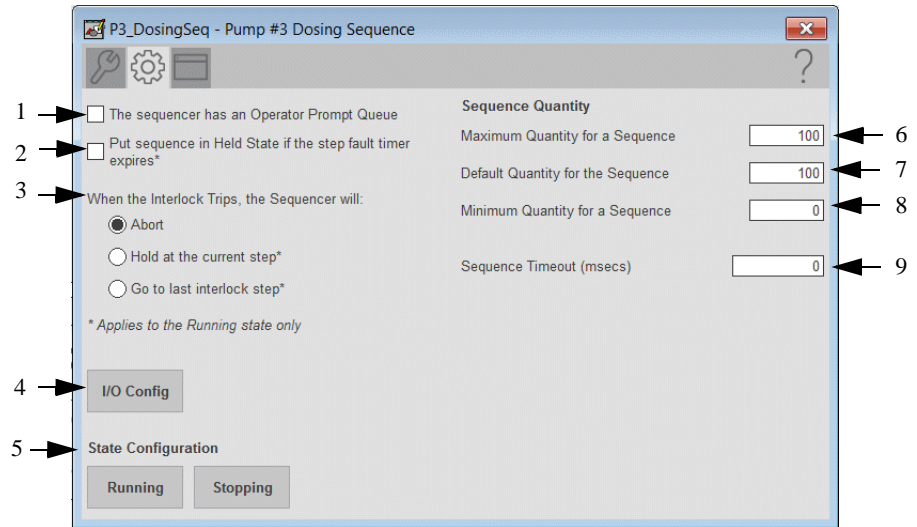 P3_DosingSeq - Pump #3 Dosing Sequence
?
1
The sequencer has an Operator Prompt Queue
2
Put sequence in Held State if the step fault timer
expires*
3
When the Interlock Trips, the Sequencer will:
Abort
Hold at the current step*
Go to last interlock step*
* Applies to the Running state only
4
I/O Config
5
State Configuration
Running
Stopping
Sequence Quantity
Maximum Quantity for a Sequence
100
6
Default Quantity for the Sequence
100
7
Minimum Quantity for a Sequence
0
8
Sequence Timeout (msecs)
0
9